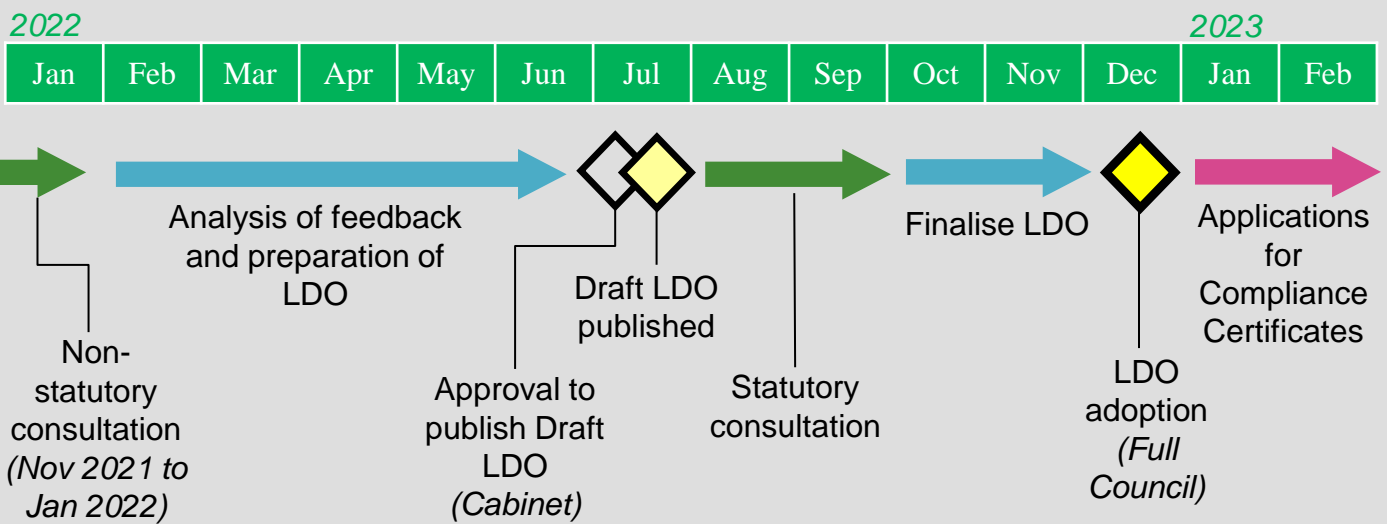 2022
2023
Jan Feb Mar Apr May Jun Jul Aug Sep Oct Nov Dec Jan Feb
Non-
statutory
consultation
(Nov 2021 to
Jan 2022)
Analysis of feedback
and preparation of
LDO
Approval to
publish Draft
LDO
(Cabinet)
Draft LDO
published
Statutory
consultation
Finalise LDO
LDO
adoption
(Full
Council)
Applications
for
Compliance
Certificates